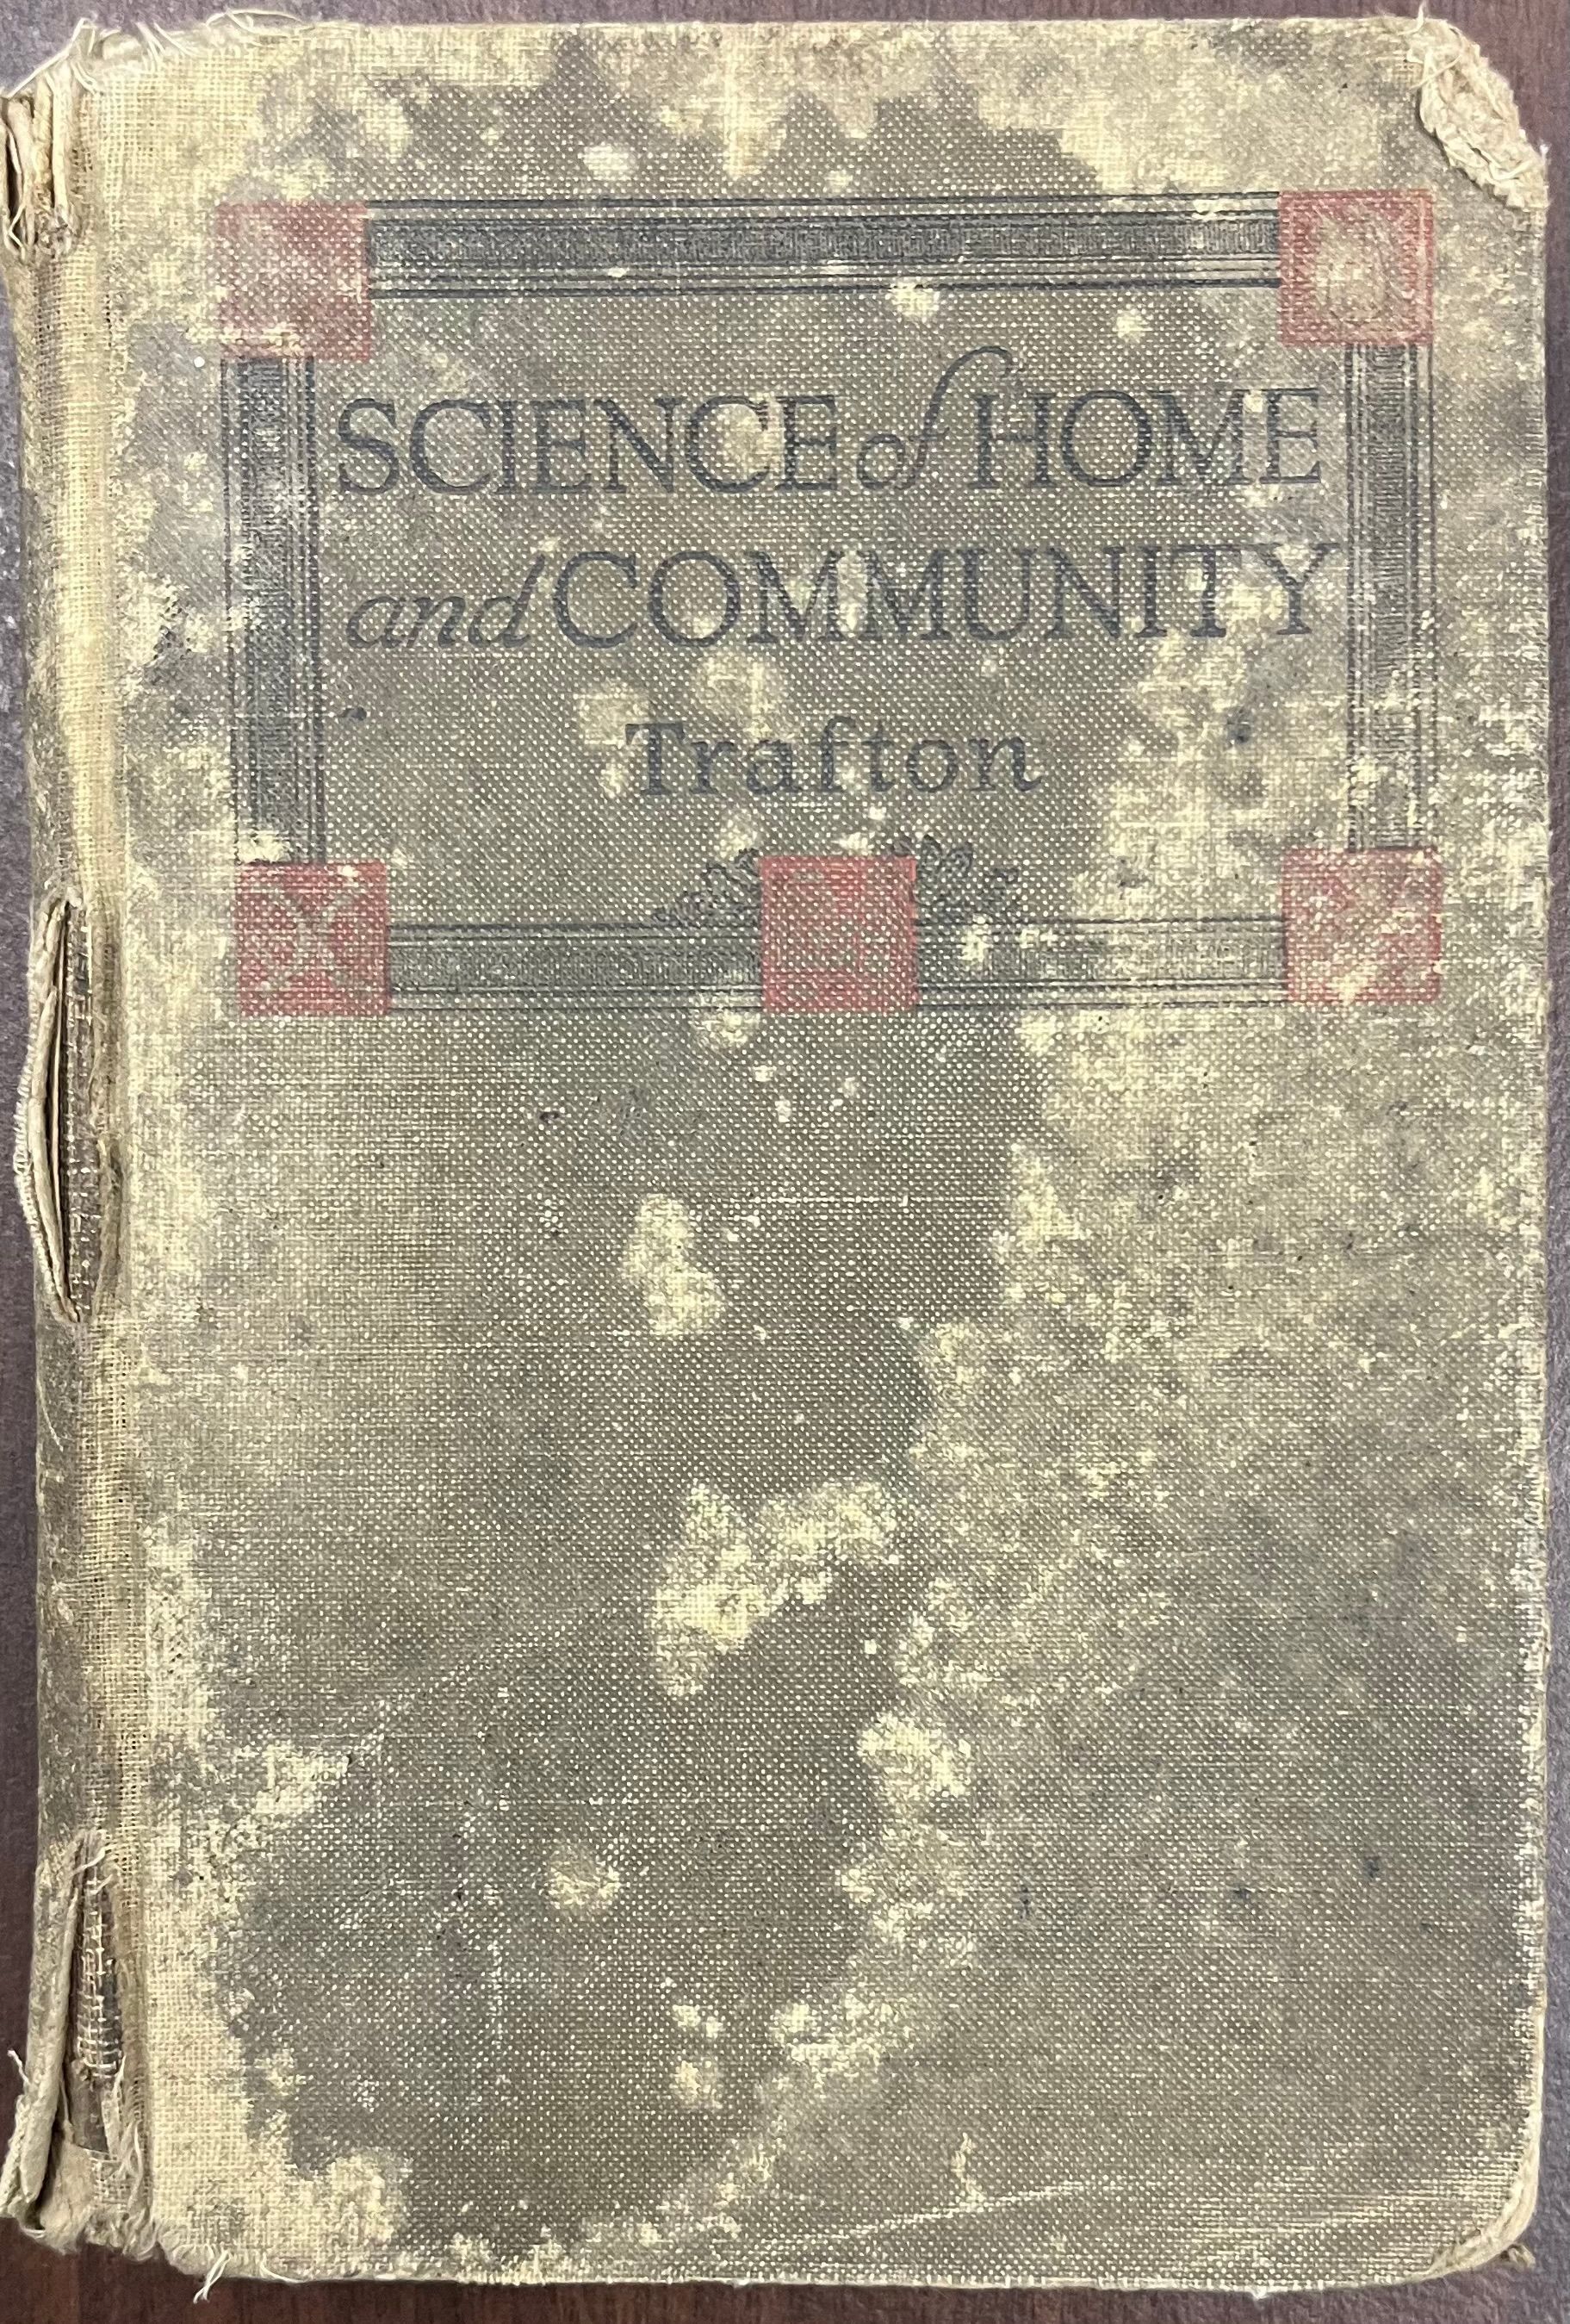 SCIENCE of HOME
and COMMUNITY
Trafton